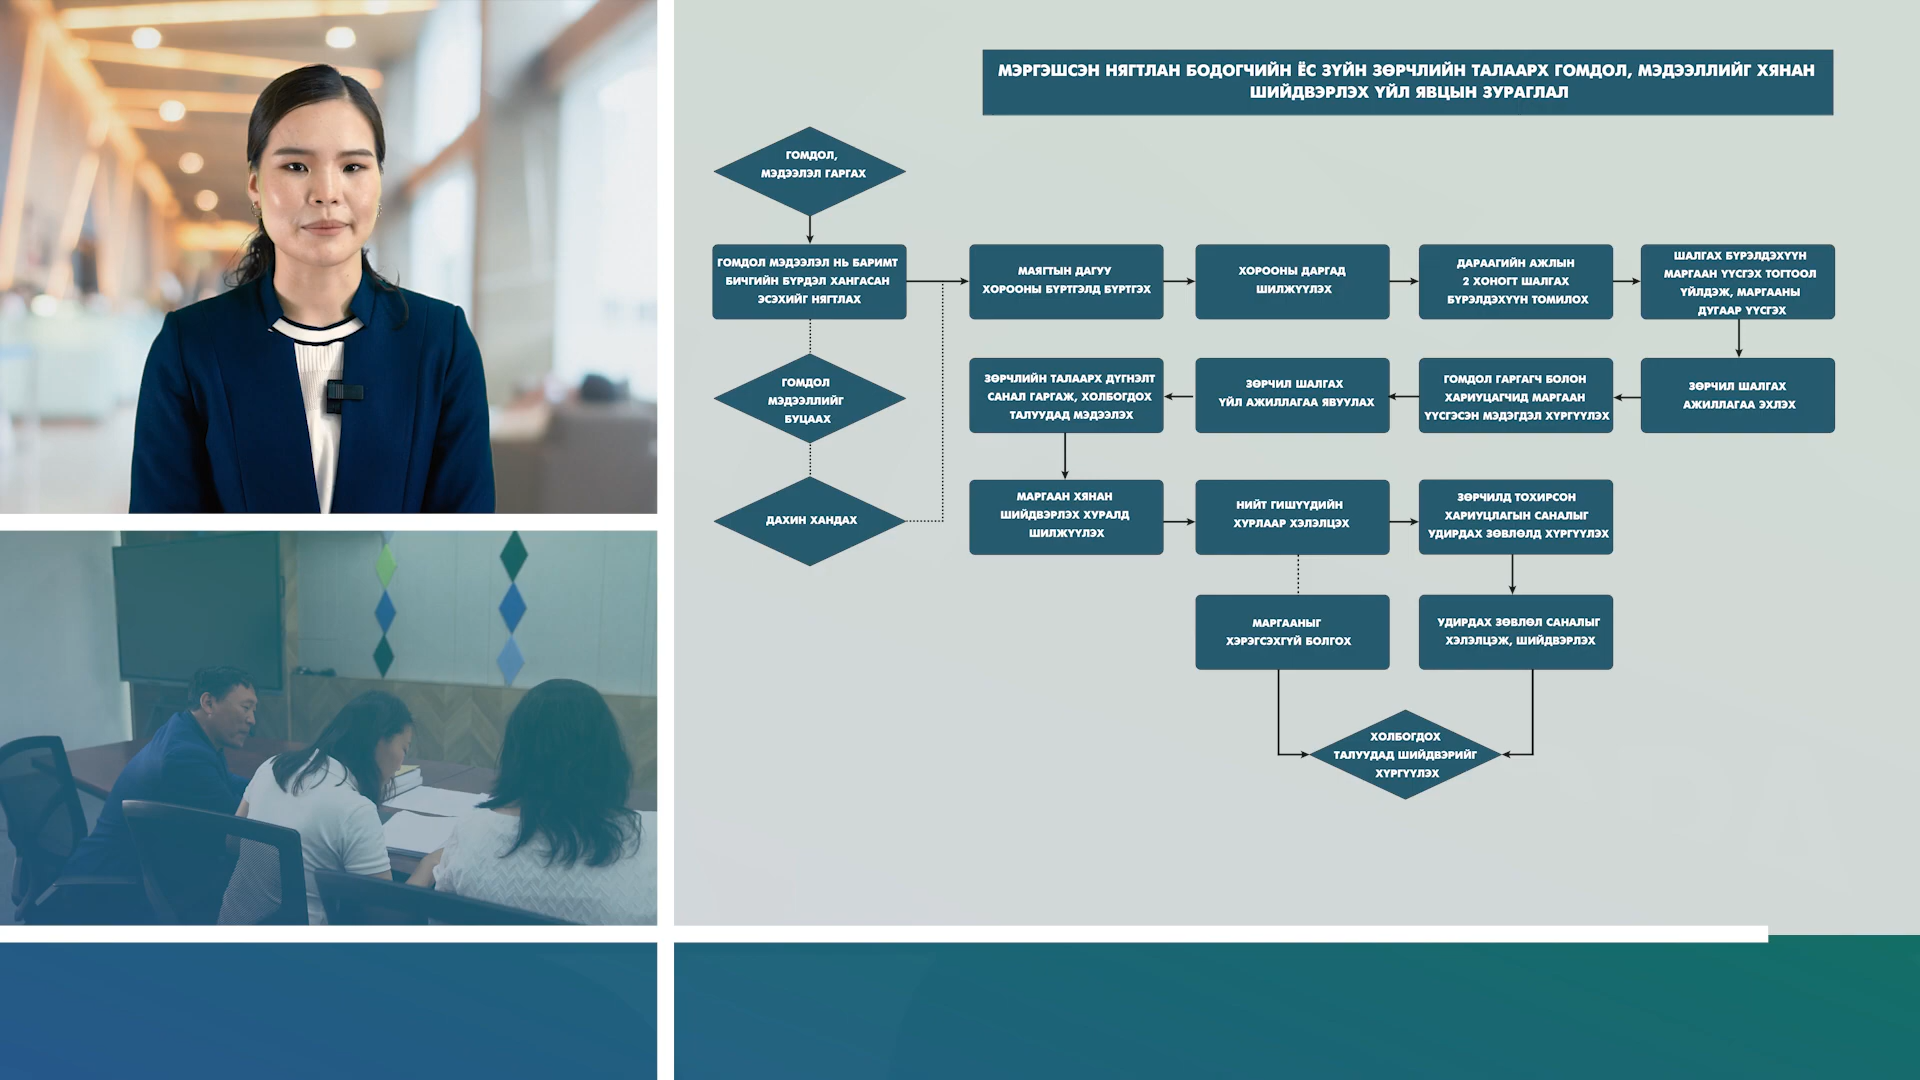 МЭРГЭШСЭН НЯГТЛАН БОДОГЧИЙН ЁС ЗҮЙН ЗӨРЧЛИЙН ТАЛААРХ ГОМДОЛ, МЭДЭЭЛЛИЙГ ХЯНАН
ШИЙДВЭРЛЭХ ҮЙЛ ЯВЦЫН ЗУРАГЛАЛ
ГОМДОЛ,
МЭДЭЭЛЭЛ ГАРГАХ
ГОМДОЛ МЭДЭЭЛЭЛ НЬ БАРИМТ
БИЧГИЙН БҮРДЭЛ ХАНГАСАН
ЭСЭХИЙГ НЯГТЛАХ
МАЯГТЫН ДАГУУ
ХОРООНЫ БҮРТГЭЛД БҮРТГЭХ
ХОРООНЫ ДАРГАД
ШИЛЖҮҮЛЭХ
ДАРААГИЙН АЖЛЫН
2 ХОНОГТ ШАЛГАХ
БҮРЭЛДЭХҮҮН ТОМИЛОХ
ШАЛГАХ БҮРЭЛДЭХҮҮН
МАРГААН ҮҮСГЭХ ТОГТООЛ
ҮЙЛДЭЖ, МАРГААНЫ
ДУГААР ҮҮСГЭХ
ГОМДОЛ
МЭДЭЭЛЛИЙГ
БУЦААХ
ЗӨРЧЛИЙН ТАЛААРХ ДҮГНЭЛТ
САНАЛ ГАРГАЖ, ХОЛБОГДОХ
ТАЛУУДАД МЭДЭЭЛЭХ
ЗӨРЧИЛ ШАЛГАХ
ҮЙЛ АЖИЛЛАГАА ЯВУУЛАХ
ГОМДОЛ ГАРГАГЧ БОЛОН
ХАРИУЦАГЧИД МАРГААН
ҮҮСГЭСЭН МЭДЭГДЭЛ ХҮРГҮҮЛЭХ
ЗӨРЧИЛ ШАЛГАХ
АЖИЛЛАГАА ЭХЛЭХ
ДАХИН ХАНДАХ
МАРГААН ХЯНАН
ШИЙДВЭРЛЭХ ХУРАЛД
ШИЛЖҮҮЛЭХ
НИЙТ ГИШҮҮДИЙН
ХУРЛААР ХЭЛЭЛЦЭХ
ЗӨРЧИЛД ТОХИРСОН
ХАРИУЦЛАГЫН САНАЛЫГ
УДИРДАХ ЗӨВЛӨЛД ХҮРГҮҮЛЭХ
МАРГААНЫГ
ХЭРЭГСЭХГҮЙ БОЛГОХ
УДИРДАХ ЗӨВЛӨЛ САНАЛЫГ
ХЭЛЭЛЦЭЖ, ШИЙДВЭРЛЭХ
ХОЛБОГДОХ
ТАЛУУДАД ШИЙДВЭРИЙГ
ХҮРГҮҮЛЭХ